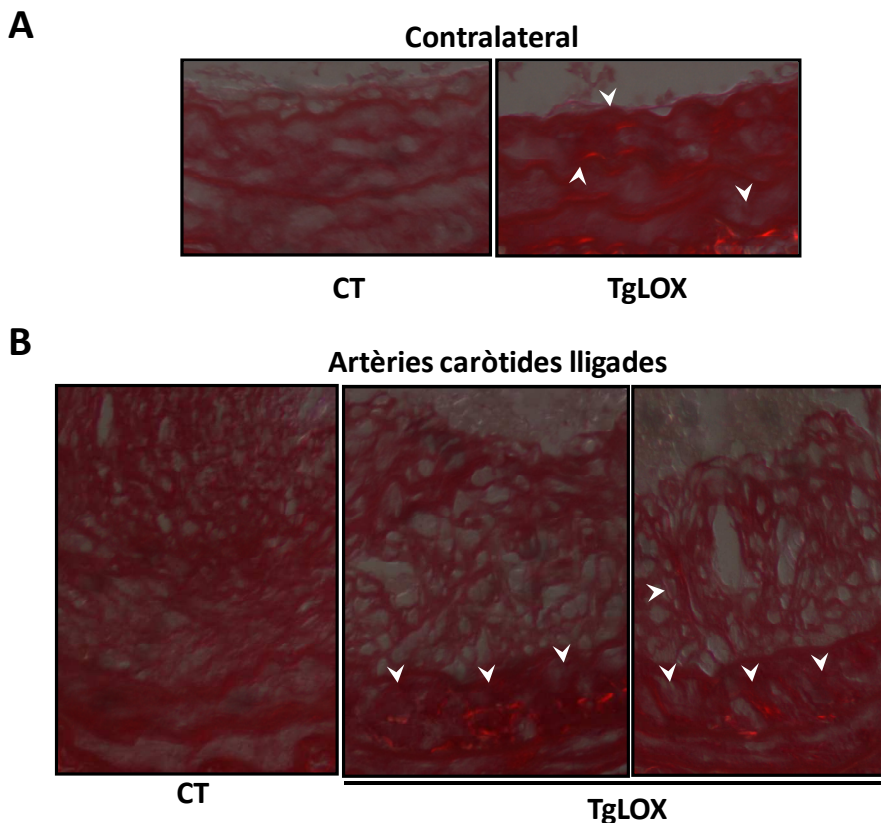 A
Contralateral
CT
TgLOX
B
Artèries caròtides lligades
CT
TgLOX